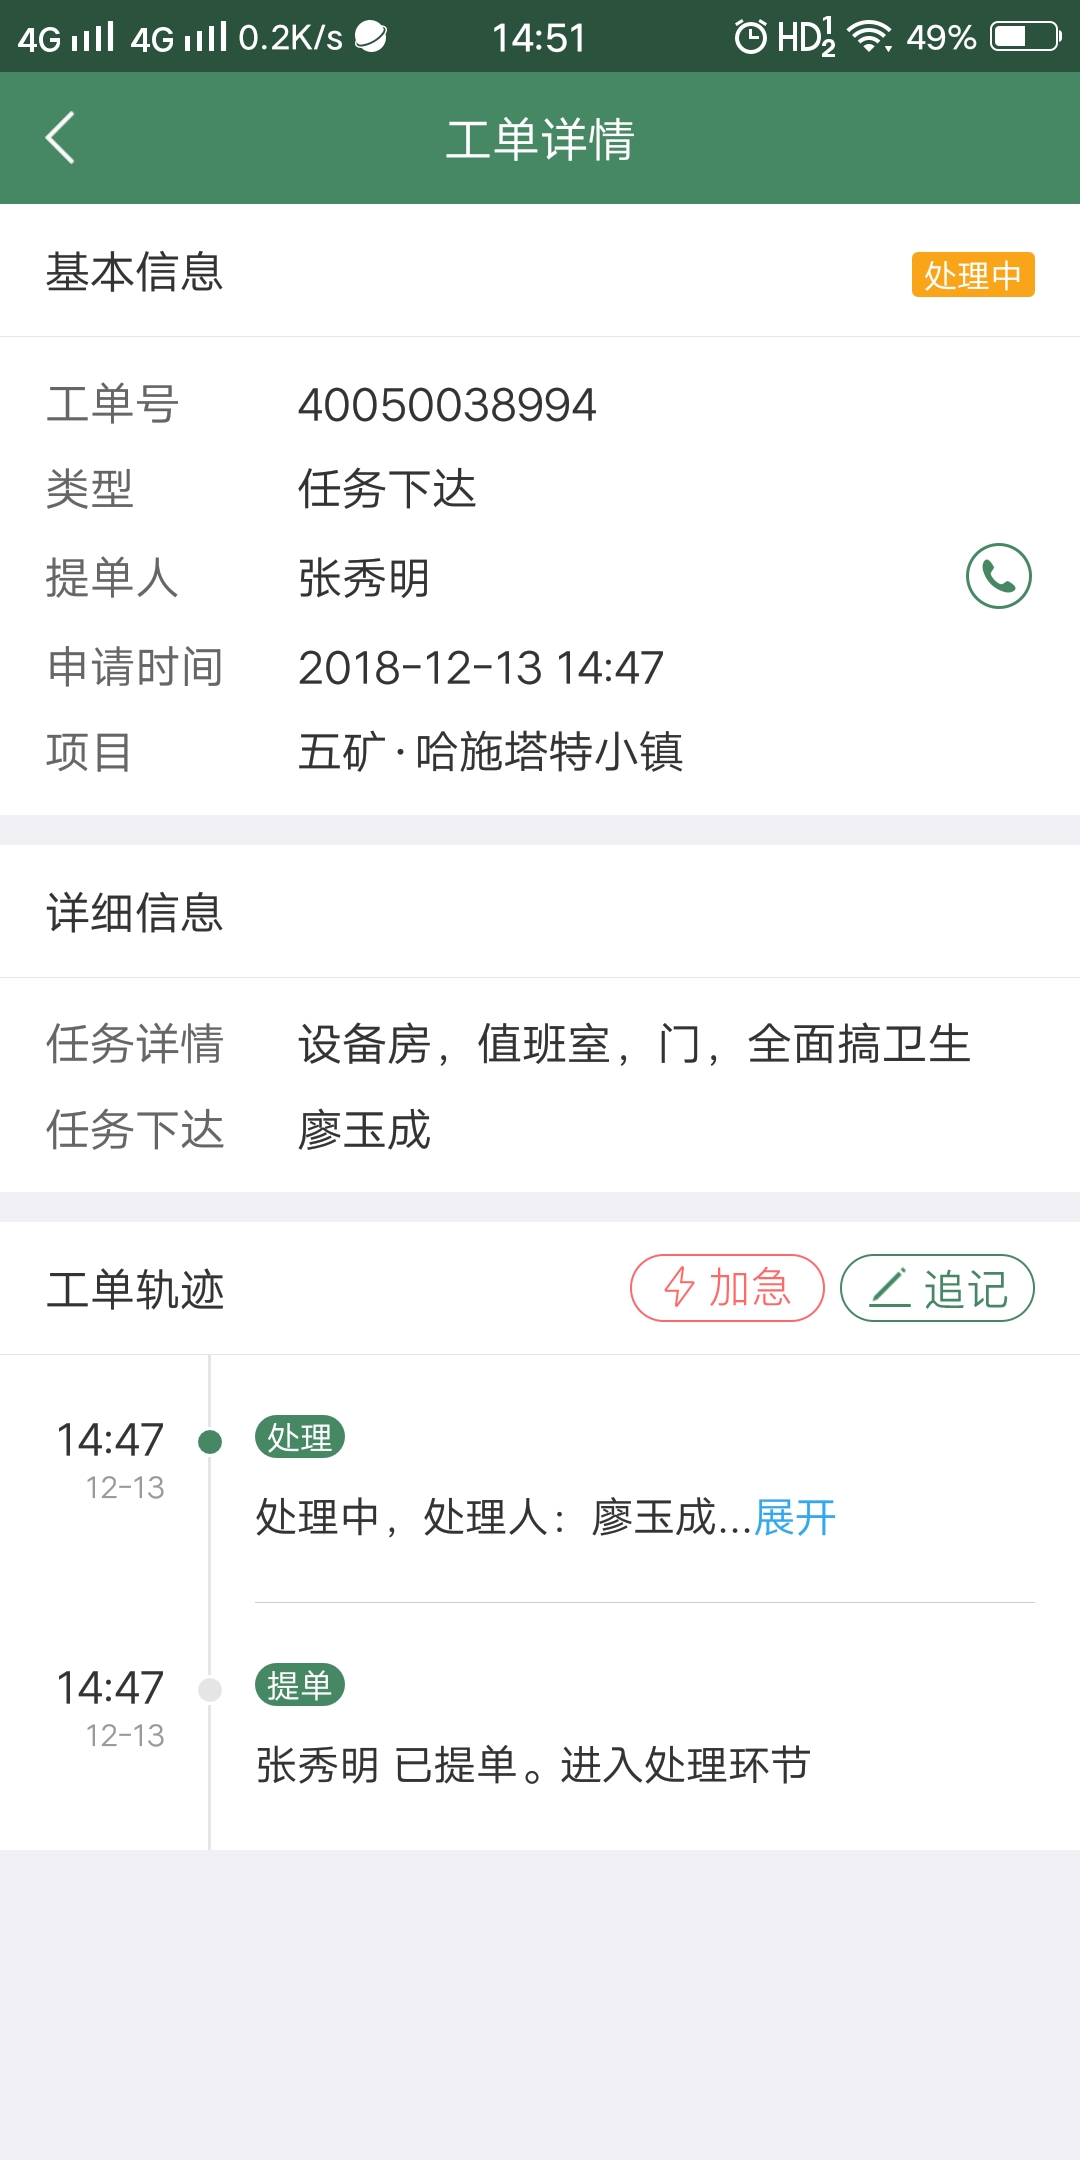 4G 4G 0.2K/s 14:51 HD 1 2 49%
工单详情
基本信息 处理中
工单号 40050038994
类型 任务下达
提单人 张秀明
申请时间 2018-12-13 14:47
项目 五矿·哈施塔特小镇
详细信息
任务详情 设备房，值班室，门，全面搞卫生
任务下达 廖玉成
工单轨迹 加急 追记
14:47 处理
12-13
处理中，处理人：廖玉成...展开
14:47 提单
12-13
张秀明 已提单。进入处理环节